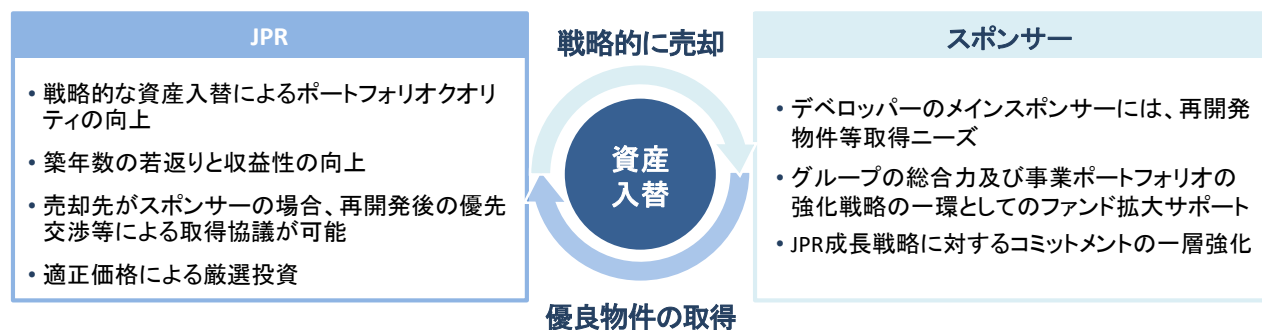 JPR
• 戦略的な資産入替によるポートフォリオクオリ
ティの向上
• 築年数の若返りと収益性の向上
• 売却先がスポンサーの場合、再開発後の優先
交渉等による取得協議が可能
• 適正価格による厳選投資
戦略的に売却
資産
入替
優良物件の取得
スポンサー
• デベロッパーのメインスポンサーには、再開発
物件等取得ニーズ
• グループの総合力及び事業ポートフォリオの
強化戦略の一環としてのファンド拡大サポート
• JPR成長戦略に対するコミットメントの一層強化